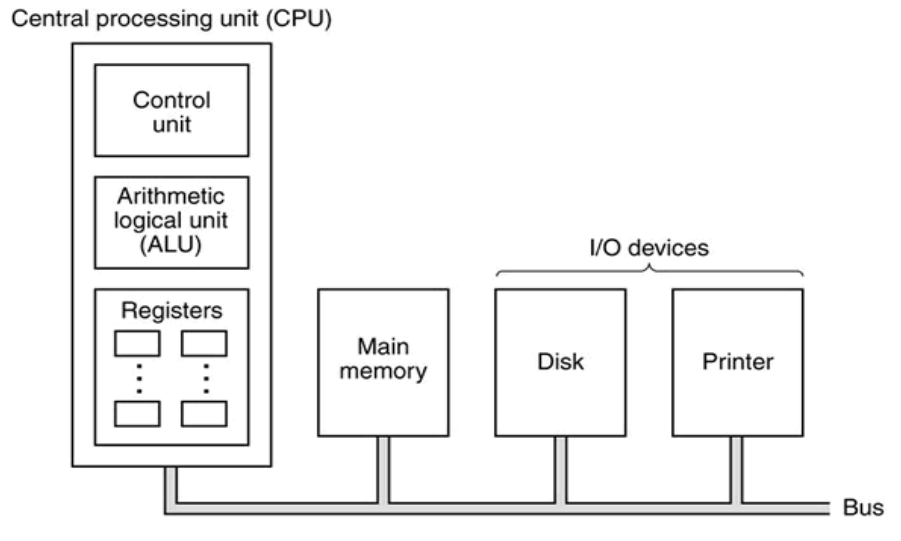 Central processing unit (CPU)
Control
unit
Arithmetic
logical unit
(ALU)
Registers
Main
memory
I/O devices
Disk
Printer
Bus